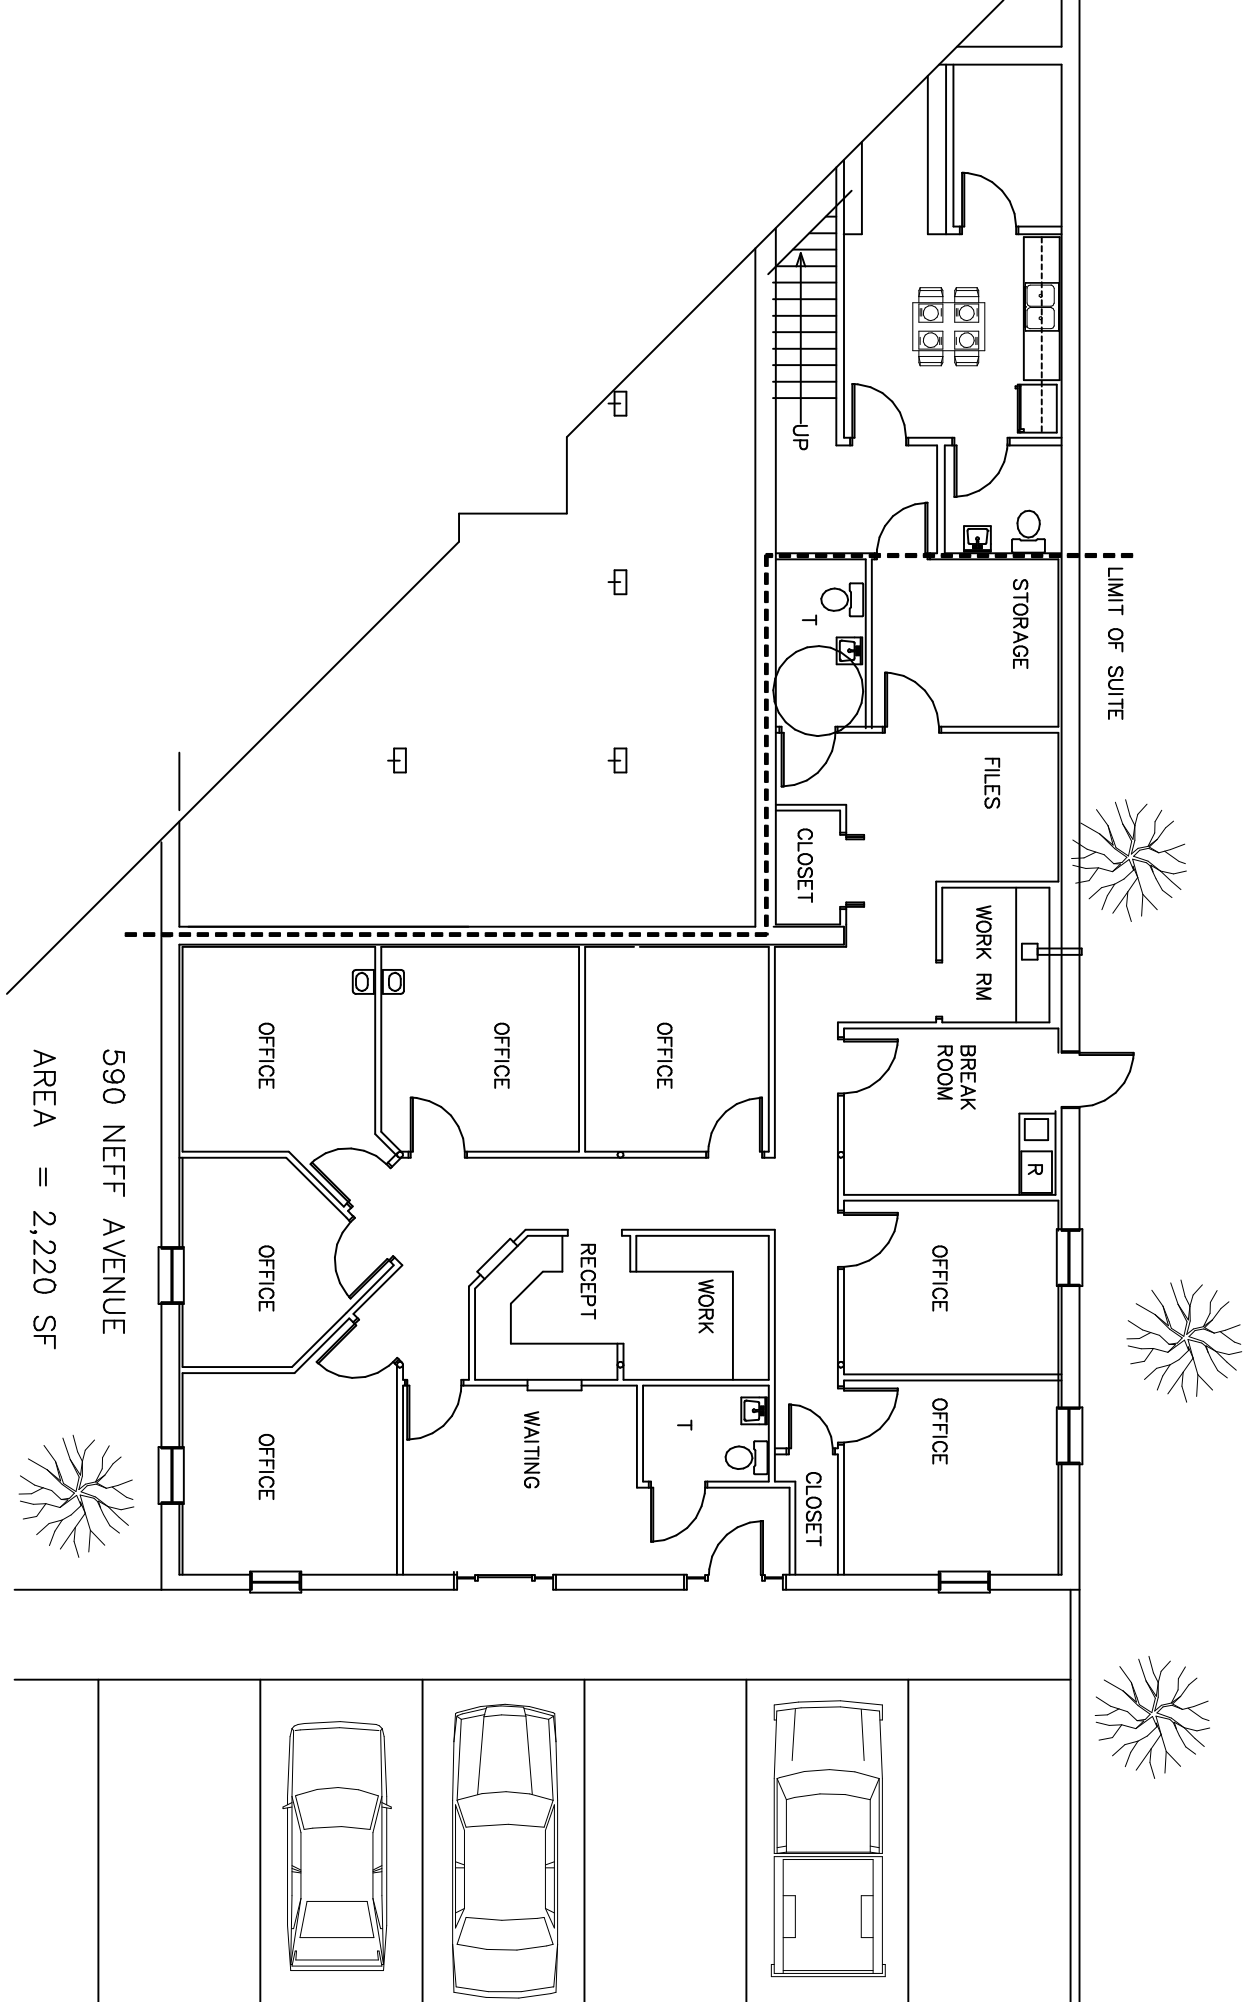 UP
LIMIT OF SUITE
STORAGE
T
FILES
CLOSET
WORK RM
BREAK
ROOM
R
OFFICE
OFFICE
OFFICE
OFFICE
OFFICE
RECEPT
WORK
OFFICE
OFFICE
WAITING
T
CLOSET
OFFICE
590 NEFF AVENUE
AREA = 2,220 SF